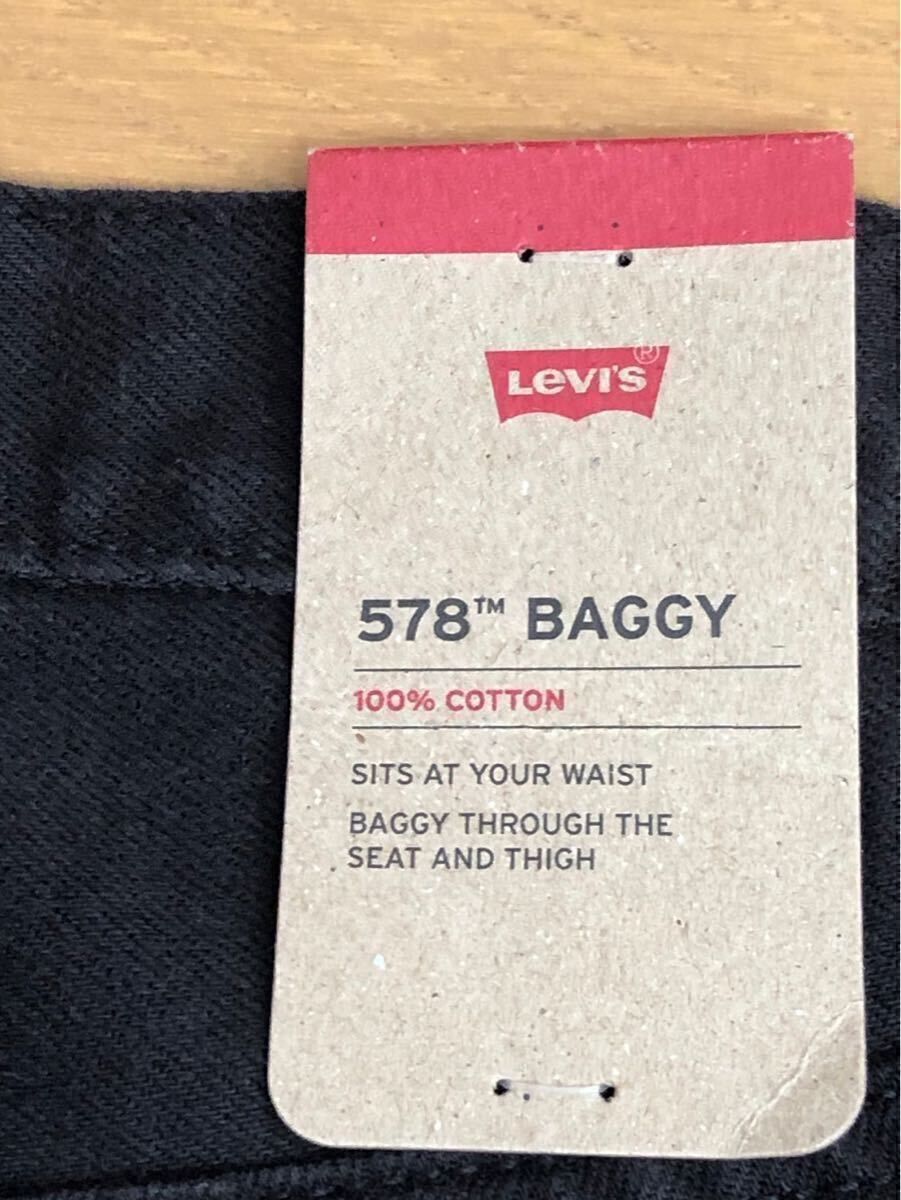 LEVI'S®
578™ BAGGY
100% COTTON
SITS AT YOUR WAIST
BAGGY THROUGH THE
SEAT AND THIGH